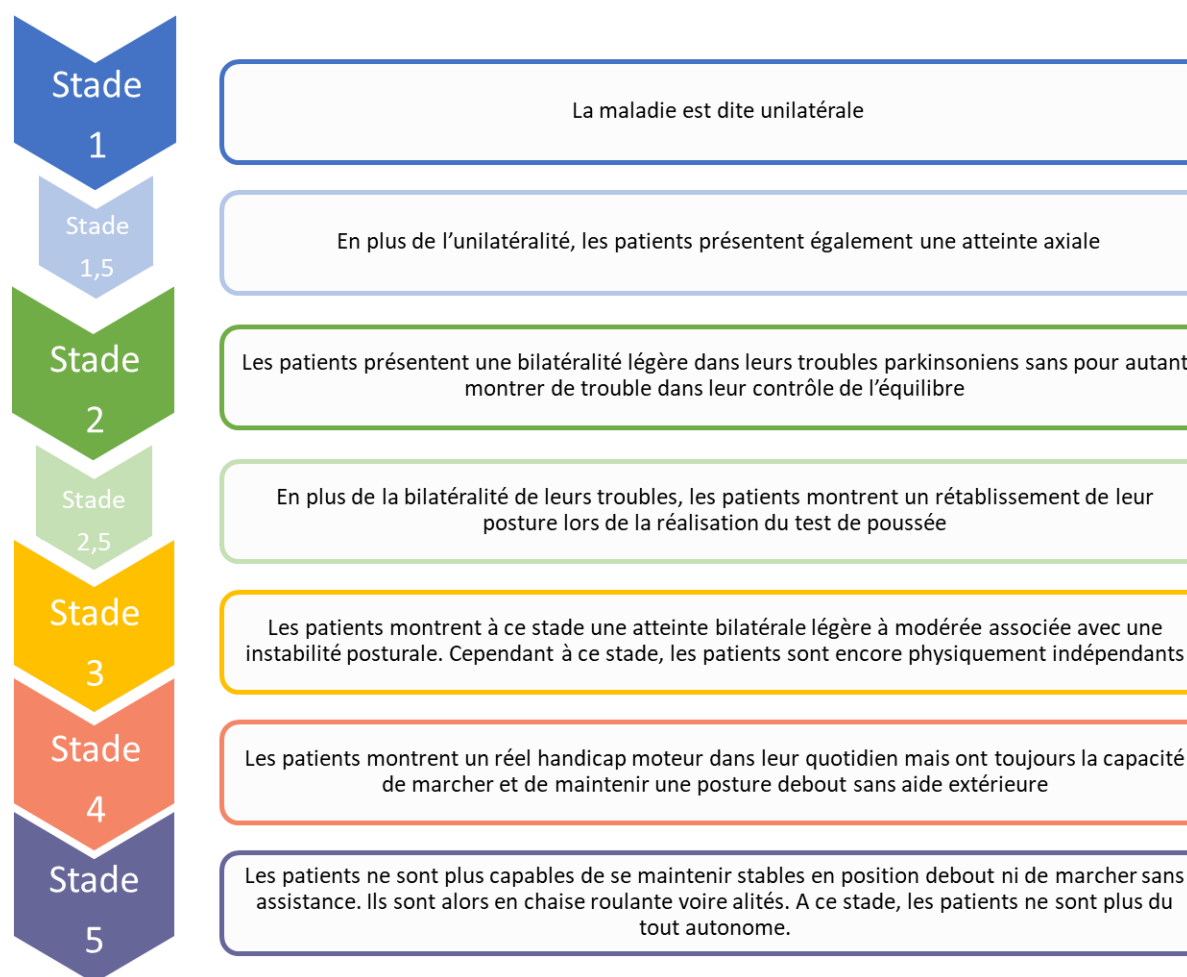 Stade
1
La maladie est dite unilatérale
Stade
1,5
En plus de l’unilatéralité, les patients présentent également une atteinte axiale
Stade
2
Les patients présentent une bilatéralité légère dans leurs troubles parkinsoniens sans pour autant
montrer de trouble dans leur contrôle de l’équilibre
Stade
2,5
En plus de la bilatéralité de leurs troubles, les patients montrent un rétablissement de leur
posture lors de la réalisation du test de poussée
Stade
3
Les patients montrent à ce stade une atteinte bilatérale légère à modérée associée avec une
instabilité posturale. Cependant à ce stade, les patients sont encore physiquement indépendants
Stade
4
Les patients montrent un réel handicap moteur dans leur quotidien mais ont toujours la capacité
de marcher et de maintenir une posture debout sans aide extérieure
Stade
5
Les patients ne sont plus capables de se maintenir stables en position debout ni de marcher sans
assistance. Ils sont alors en chaise roulante voire alités. A ce stade, les patients ne sont plus du
tout autonome.